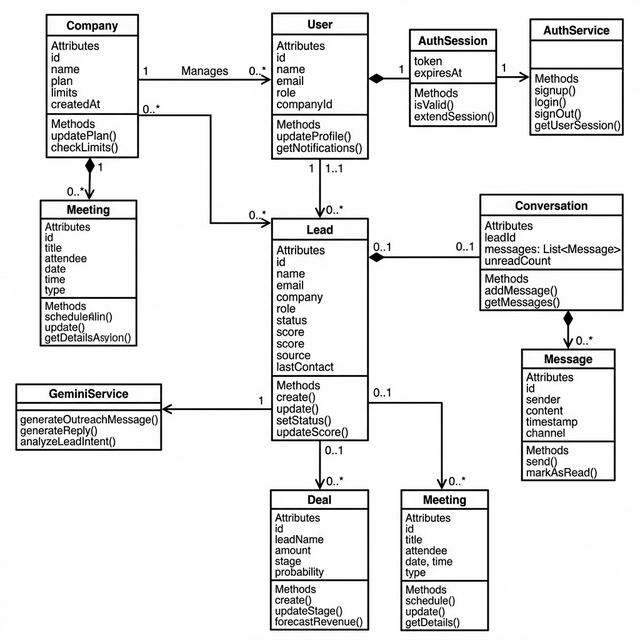 Company
Attributes
id
name
plan
limits
createdAt
Methods
updatePlan()
checkLimits()
1
Manages
0..*
User
Attributes
id
name
email
role
companyId
Methods
updateProfile()
getNotifications()
1
AuthSession
token
expiresAt
Methods
isValid()
extendSession()
1
AuthService
Methods
signup()
login()
signOut()
getUserSession()
0..*
0..*
1
0..*
Meeting
Attributes
id
title
attendee
date
time
type
Methods
update()
getDetailsAsylon()
1
1..1
0..*
Lead
Attributes
id
name
email
company
role
status
score
score
source
lastContact
Methods
create()
update()
setStatus()
updateScore()
0..1
0..1
Conversation
Attributes
leadId
messages: List<Message>
unreadCount
Methods
addMessage()
getMessages()
0..*
Message
Attributes
id
sender
content
timestamp
channel
Methods
send()
markAsRead()
GeminiService
generateOutreachMessage()
generateReply()
analyzeLeadIntent()
1
0..1
0..1
0..*
0..*
Deal
Attributes
id
leadName
amount
stage
probability
Methods
create()
updateStage()
forecastRevenue()
Meeting
Attributes
id
title
attendee
date, time
type
Methods
schedule()
update()
getDetails()